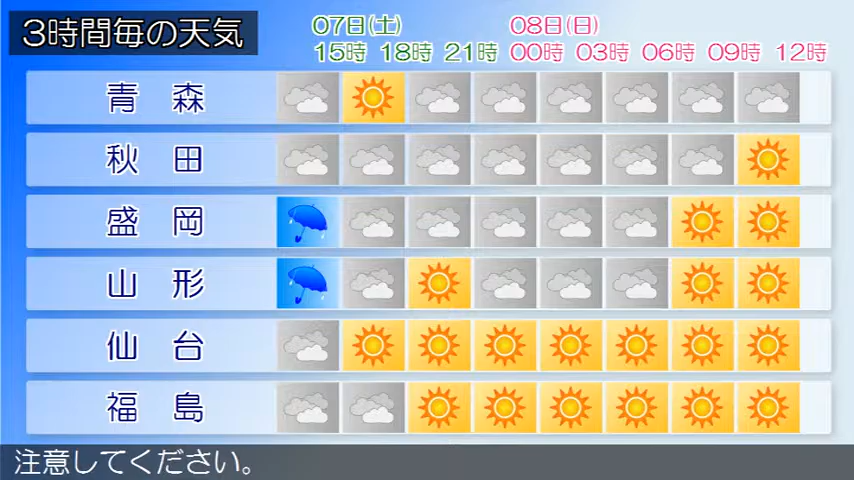 3時間毎の天気
07日(土) 08日(日)
15時 18時 21時 00時 03時 06時 09時 12時
青 森
秋 田
盛 岡
山 形
仙 台
福 島
注意してください。